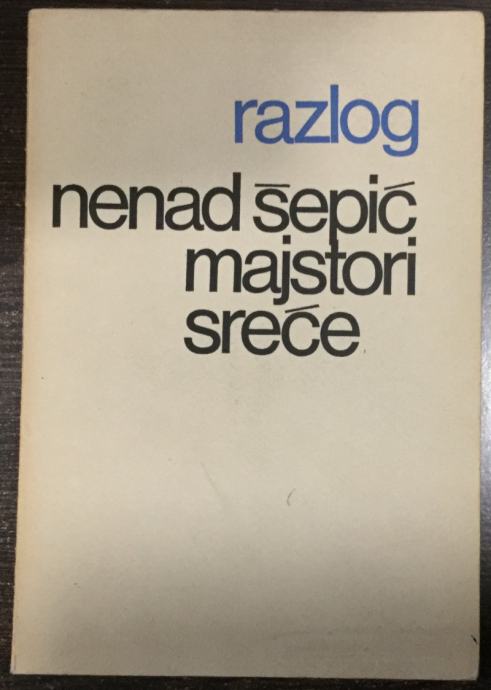 razlog
nenad šepić
majstori
sreće